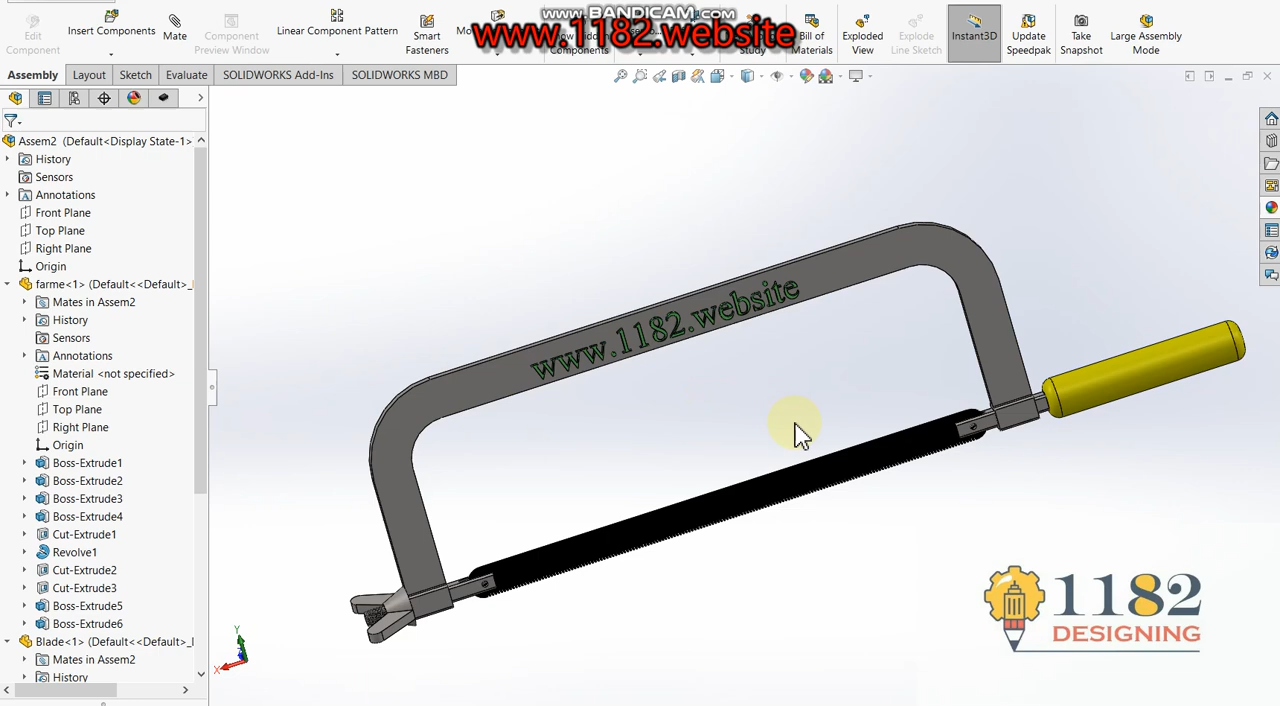 www.BANDICAM.com
www.1182.website
Edit
Component
Insert Components
Mate
Component
Preview Window
Linear Component Pattern
Smart
Fasteners
Components
Study
Bill of
Materials
Exploded
View
Explode
Line Sketch
Instant3D
Update
Speedpak
Take
Snapshot
Large Assembly
Mode
Assembly
Layout
Sketch
Evaluate
SOLIDWORKS Add-Ins
SOLIDWORKS MBD
Assem2 (Default<Display State-1>
History
Sensors
Annotations
Front Plane
Top Plane
Right Plane
Origin
farme<1> (Default<<Default>_
Mates in Assem2
History
Sensors
Annotations
Material <not specified>
Front Plane
Top Plane
Right Plane
Origin
Boss-Extrude1
Boss-Extrude2
Boss-Extrude3
Boss-Extrude4
Cut-Extrude1
Revolve1
Cut-Extrude2
Cut-Extrude3
Boss-Extrude5
Boss-Extrude6
Blade<1> (Default<<Default>_
Mates in Assem2
History
www.1182.website
Y
X
1182
DESIGNING